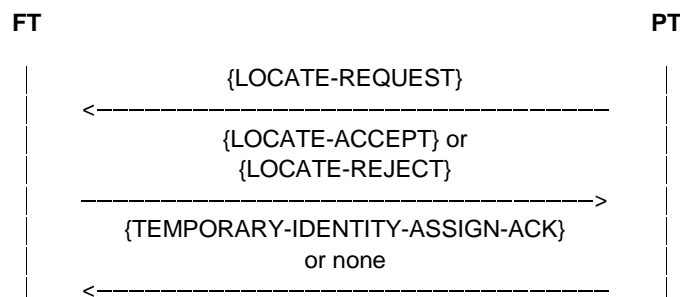 FT PT
{LOCATE-REQUEST}
{LOCATE-ACCEPT} or
{LOCATE-REJECT}
{TEMPORARY-IDENTITY-ASSIGN-ACK}
or none